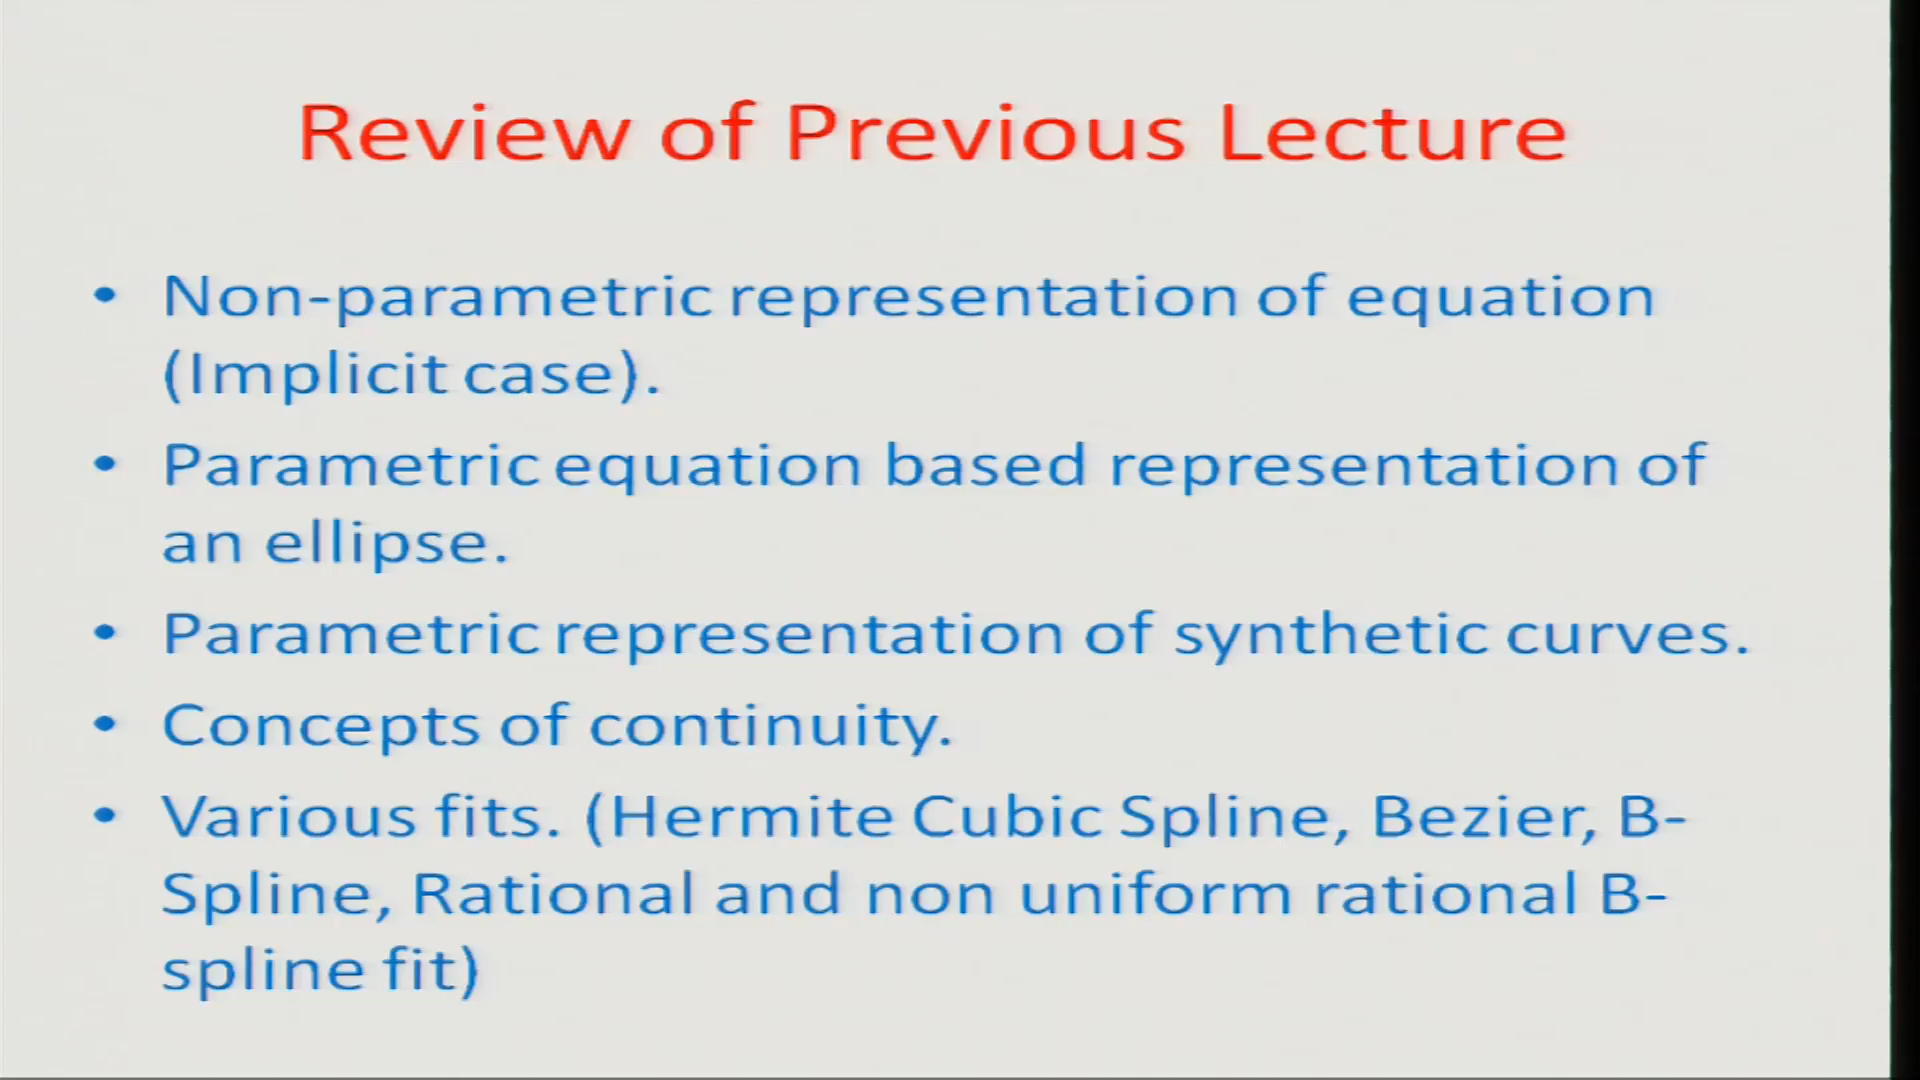 Review of Previous Lecture
• Non-parametric representation of equation
(Implicit case).
• Parametric equation based representation of
an ellipse.
• Parametric representation of synthetic curves.
• Concepts of continuity.
• Various fits. (Hermite Cubic Spline, Bezier, B-
Spline, Rational and non uniform rational B-
spline fit)